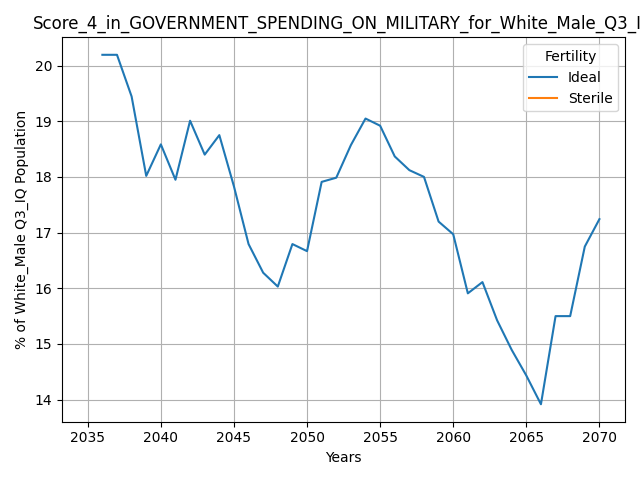 Score_4_in_GOVERNMENT_SPENDING_ON_MILITARY_for_White_Male_Q3_I
Fertility
Ideal
Sterile
% of White_Male Q3_IQ Population
20
19
18
17
16
15
14
2035
2040
2045
2050
2055
2060
2065
2070
Years